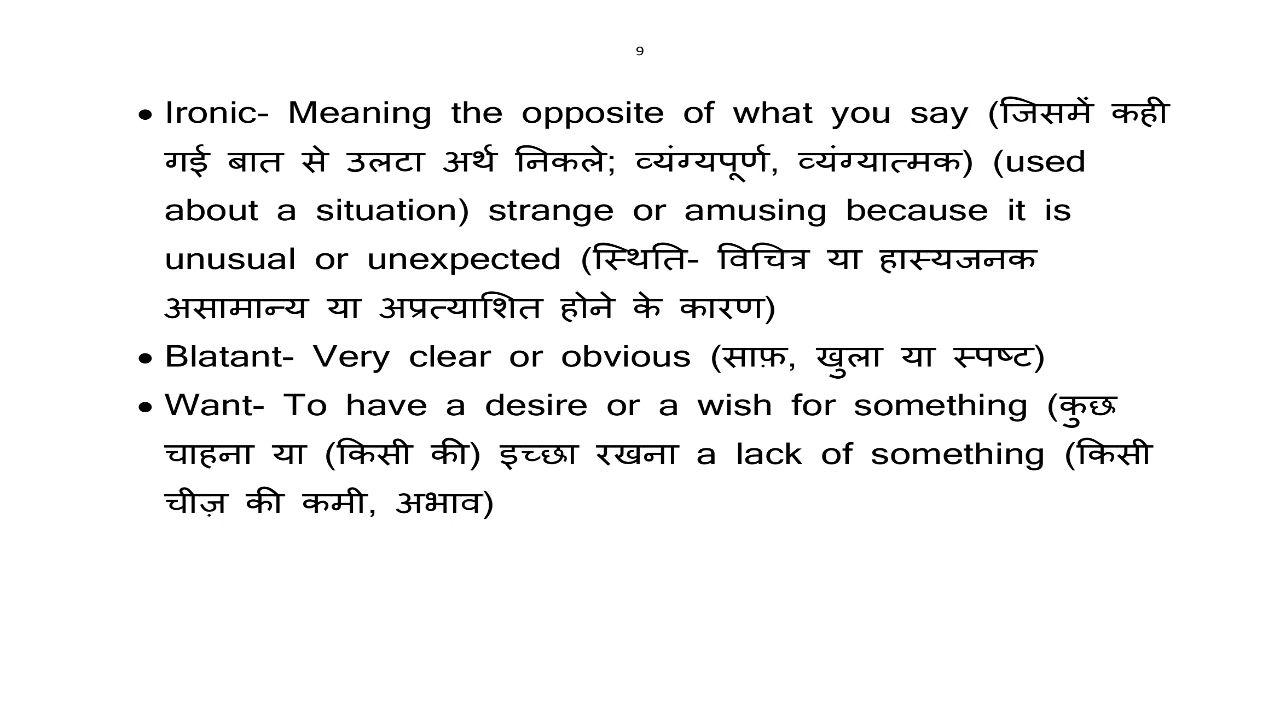 9
• Ironic- Meaning the opposite of what you say (जिसमें कही
गई बात से उलटा अर्थ निकले; व्यंग्यपूर्ण, व्यंग्यात्मक) (used
about a situation) strange or amusing because it is
unusual or unexpected (स्थिति- विचित्र या हास्यजनक
असामान्य या अप्रत्याशित होने के कारण)
• Blatant- Very clear or obvious (साफ़, खुला या स्पष्ट)
• Want- To have a desire or a wish for something (कुछ
चाहना या (किसी की) इच्छा रखना a lack of something (किसी
चीज़ की कमी, अभाव)